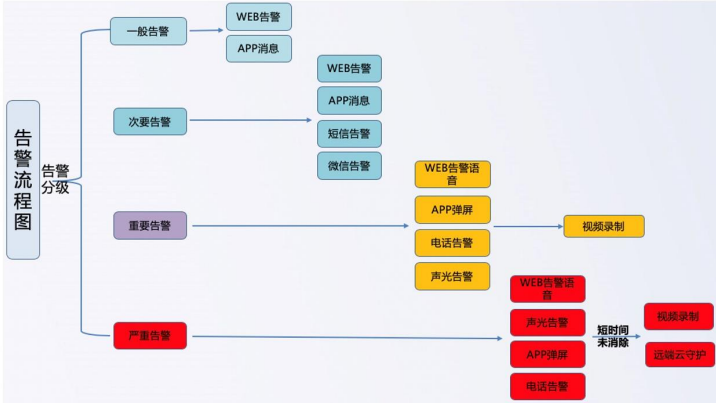 告警流程图
告警
分级
一般告警
WEB告警
APP消息
次要告警
WEB告警
APP消息
短信告警
微信告警
重要告警
WEB告警语
音
APP弹屏
电话告警
声光告警
视频录制
严重告警
WEB告警语
音
声光告警
APP弹屏
电话告警
短时间
未消除
视频录制
远端云守护